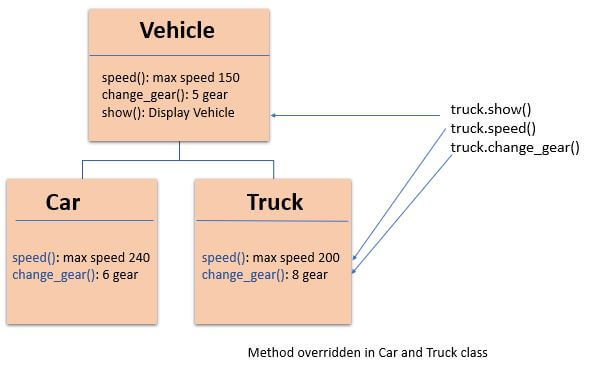 Vehicle
speed(): max speed 150
change_gear(): 5 gear
show(): Display Vehicle
truck.show()
truck.speed()
truck.change_gear()
Car
speed(): max speed 240
change_gear(): 6 gear
Truck
speed(): max speed 200
change_gear(): 8 gear
Method overridden in Car and Truck class